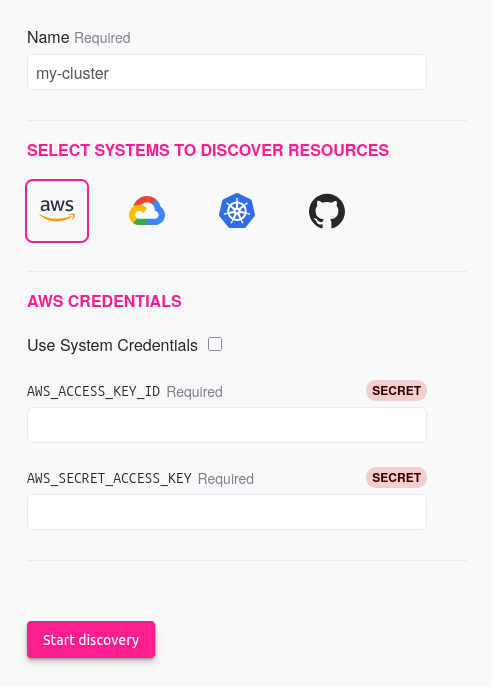 Name Required
my-cluster
SELECT SYSTEMS TO DISCOVER RESOURCES
aws
AWS CREDENTIALS
Use System Credentials
AWS_ACCESS_KEY_ID Required SECRET
AWS_SECRET_ACCESS_KEY Required SECRET
Start discovery